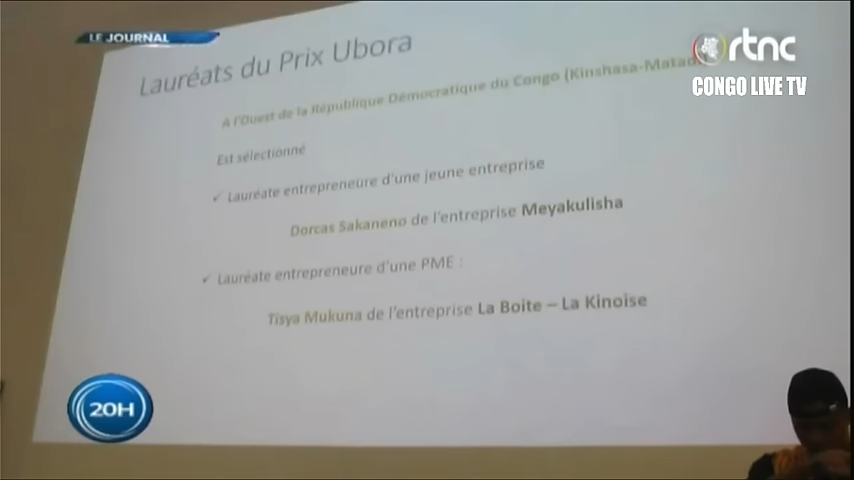 LE JOURNAL
rtnc
CONGO LIVE TV
Lauréats du Prix Ubora
A l'Ouest de la République Démocratique du Congo (Kinshasa-Matad
Est sélectionné
✓ Lauréate entrepreneure d'une jeune entreprise
Dorcas Sakaneno de l'entreprise Meyakulisha
✓ Lauréate entrepreneure d'une PME :
Tisya Mukuna de l'entreprise La Boite – La Kinoise
20H